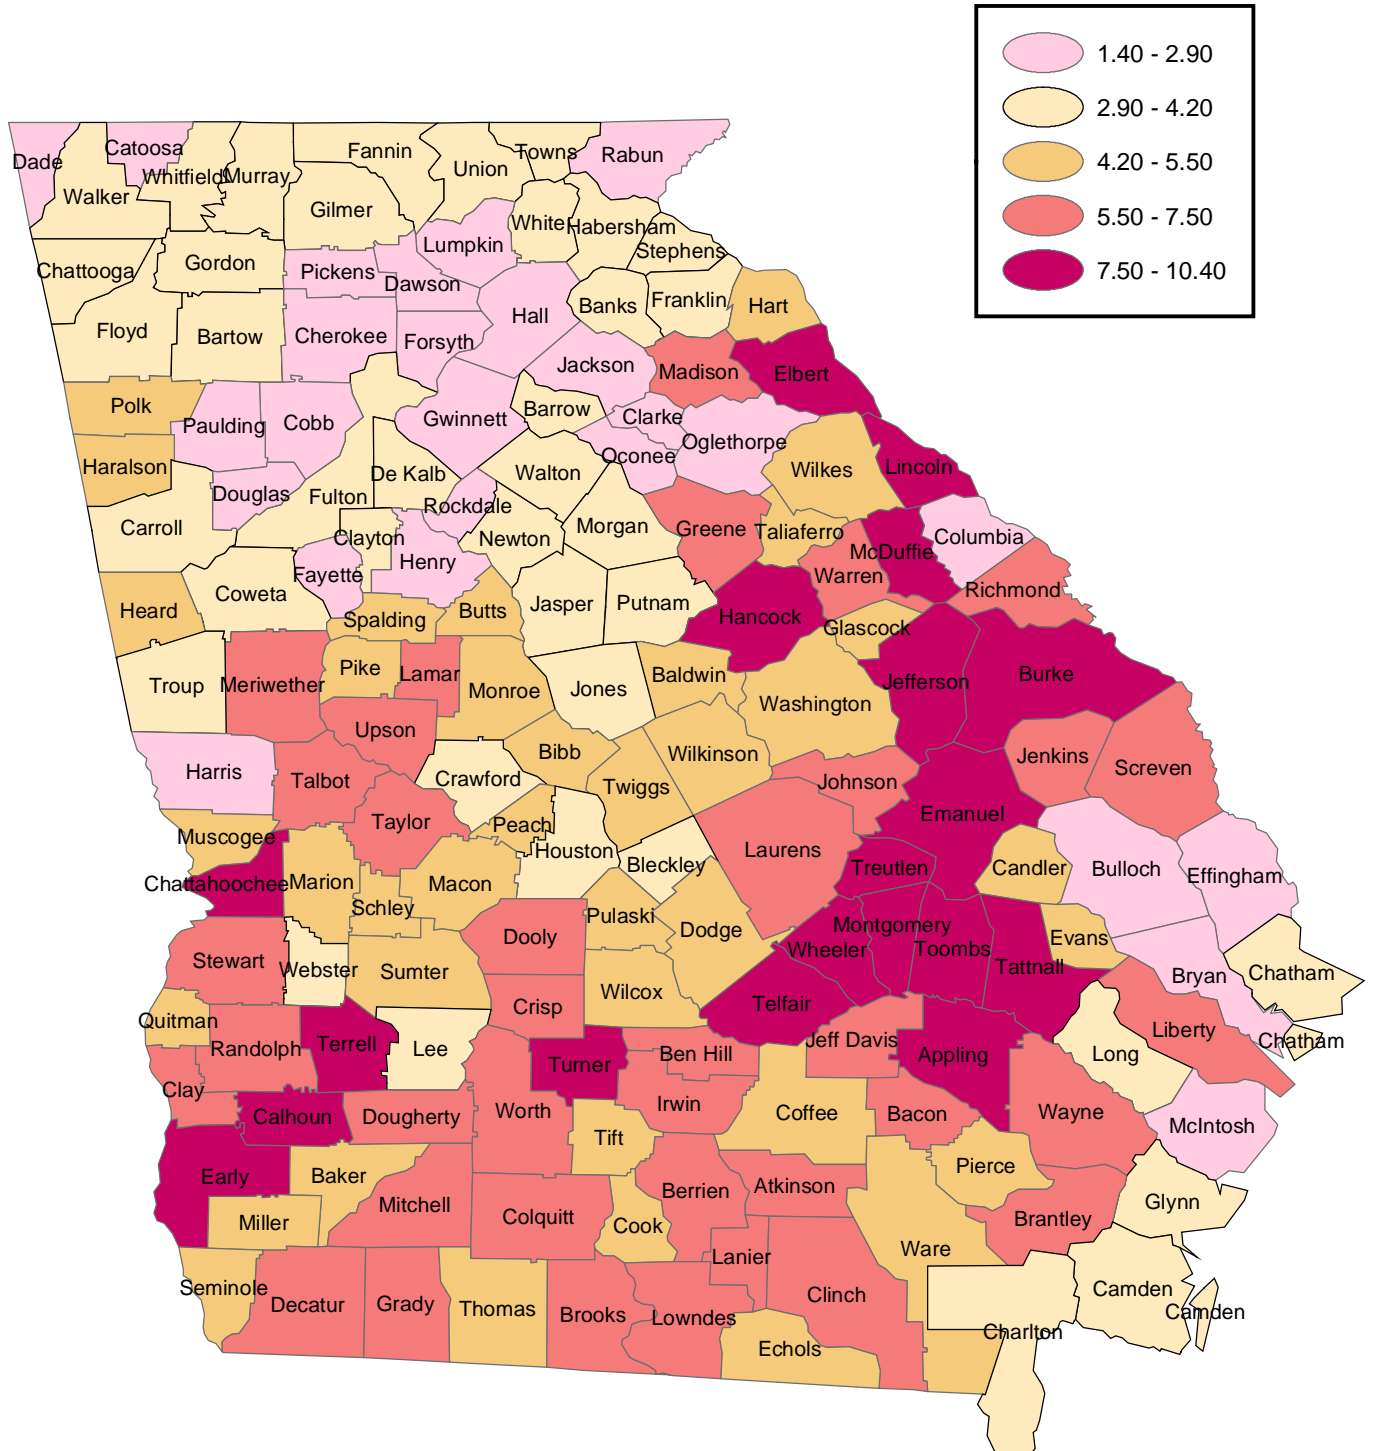 1.40 - 2.90
2.90 - 4.20
4.20 - 5.50
5.50 - 7.50
7.50 - 10.40
Dade
Catoosa
Fannin
Towns
Rabun
Walker
Whitfield
Murray
Union
Gilmer
White
Habersham
Lumpkin
Stephens
Chattooga
Gordon
Pickens
Dawson
Banks
Franklin
Hart
Floyd
Bartow
Cherokee
Forsyth
Hall
Jackson
Madison
Elbert
Polk
Paulding
Cobb
Gwinnett
Barrow
Clarke
Oglethorpe
Haralson
Douglas
Fulton
De Kalb
Walton
Oconee
Wilkes
Lincoln
Carroll
Clayton
Rockdale
Newton
Morgan
Greene
Taliaferro
McDuffie
Columbia
Fayette
Henry
Warren
Richmond
Heard
Coweta
Spalding
Butts
Jasper
Putnam
Hancock
Glascock
Troup
Meriwether
Pike
Lamar
Monroe
Jones
Baldwin
Washington
Jefferson
Burke
Upson
Bibb
Wilkinson
Harris
Talbot
Crawford
Twiggs
Johnson
Jenkins
Screven
Muscogee
Taylor
Peach
Houston
Bleckley
Laurens
Emanuel
Chattahoochee
Marion
Macon
Treutlen
Candler
Bulloch
Effingham
Schley
Pulaski
Dodge
Wheeler
Montgomery
Toombs
Tattnall
Evans
Stewart
Webster
Sumter
Dooly
Wilcox
Telfair
Bryan
Chatham
Quitman
Randolph
Terrell
Lee
Crisp
Turner
Ben Hill
Jeff Davis
Appling
Long
Liberty
Chatham
Clay
Calhoun
Dougherty
Worth
Irwin
Coffee
Bacon
Wayne
McIntosh
Tift
Early
Baker
Mitchell
Berrien
Atkinson
Pierce
Miller
Colquitt
Cook
Brantley
Glynn
Lanier
Ware
Seminole
Decatur
Grady
Thomas
Brooks
Lowndes
Clinch
Camden
Camden
Echols
Charlton